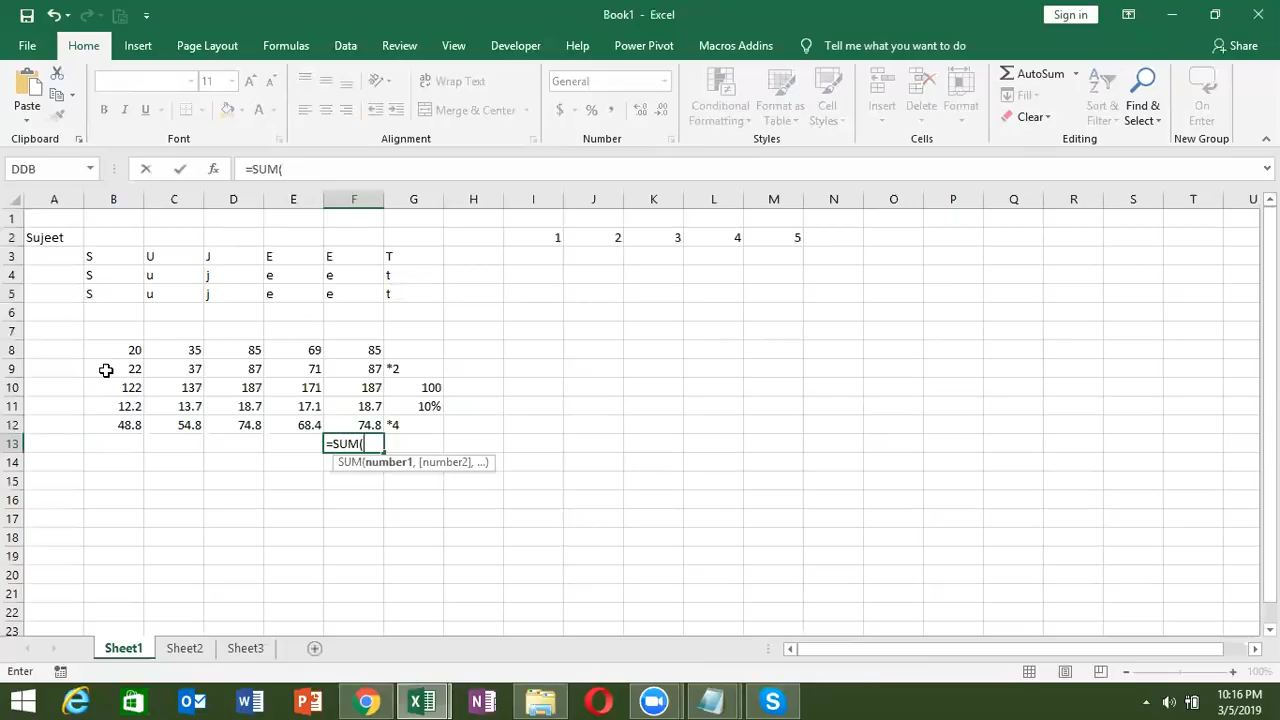 Book1 - Excel
Sign in
File Home Insert Page Layout Formulas Data Review View Developer Help Power Pivot Macros Addins Tell me what you want to do Share
Paste
11
Wrap Text
General
AutoSum
Fill
Clear
Merge & Center
Conditional Formatting
Format as Table
Cell Styles
Insert
Delete
Format
Sort & Filter
Find & Select
On Enter
Clipboard Font Alignment Number Styles Cells Editing New Group
DDB =SUM(
A B C D E F G H I J K L M N O P Q R S T U
1
2 Sujeet 1 2 3 4 5
3 S U J E E T
4 S u j e e t
5 S u j e e t
6
7
8 20 35 85 69 85
9 22 37 87 71 87 *2
10 122 137 187 171 187 100
11 12.2 13.7 18.7 17.1 18.7 10%
12 48.8 54.8 74.8 68.4 74.8 *4
13 =SUM(
14 SUM(number1, [number2], ...)
15
16
17
18
19
20
21
22
23
Sheet1 Sheet2 Sheet3
Enter 100%
10:16 PM
3/5/2019